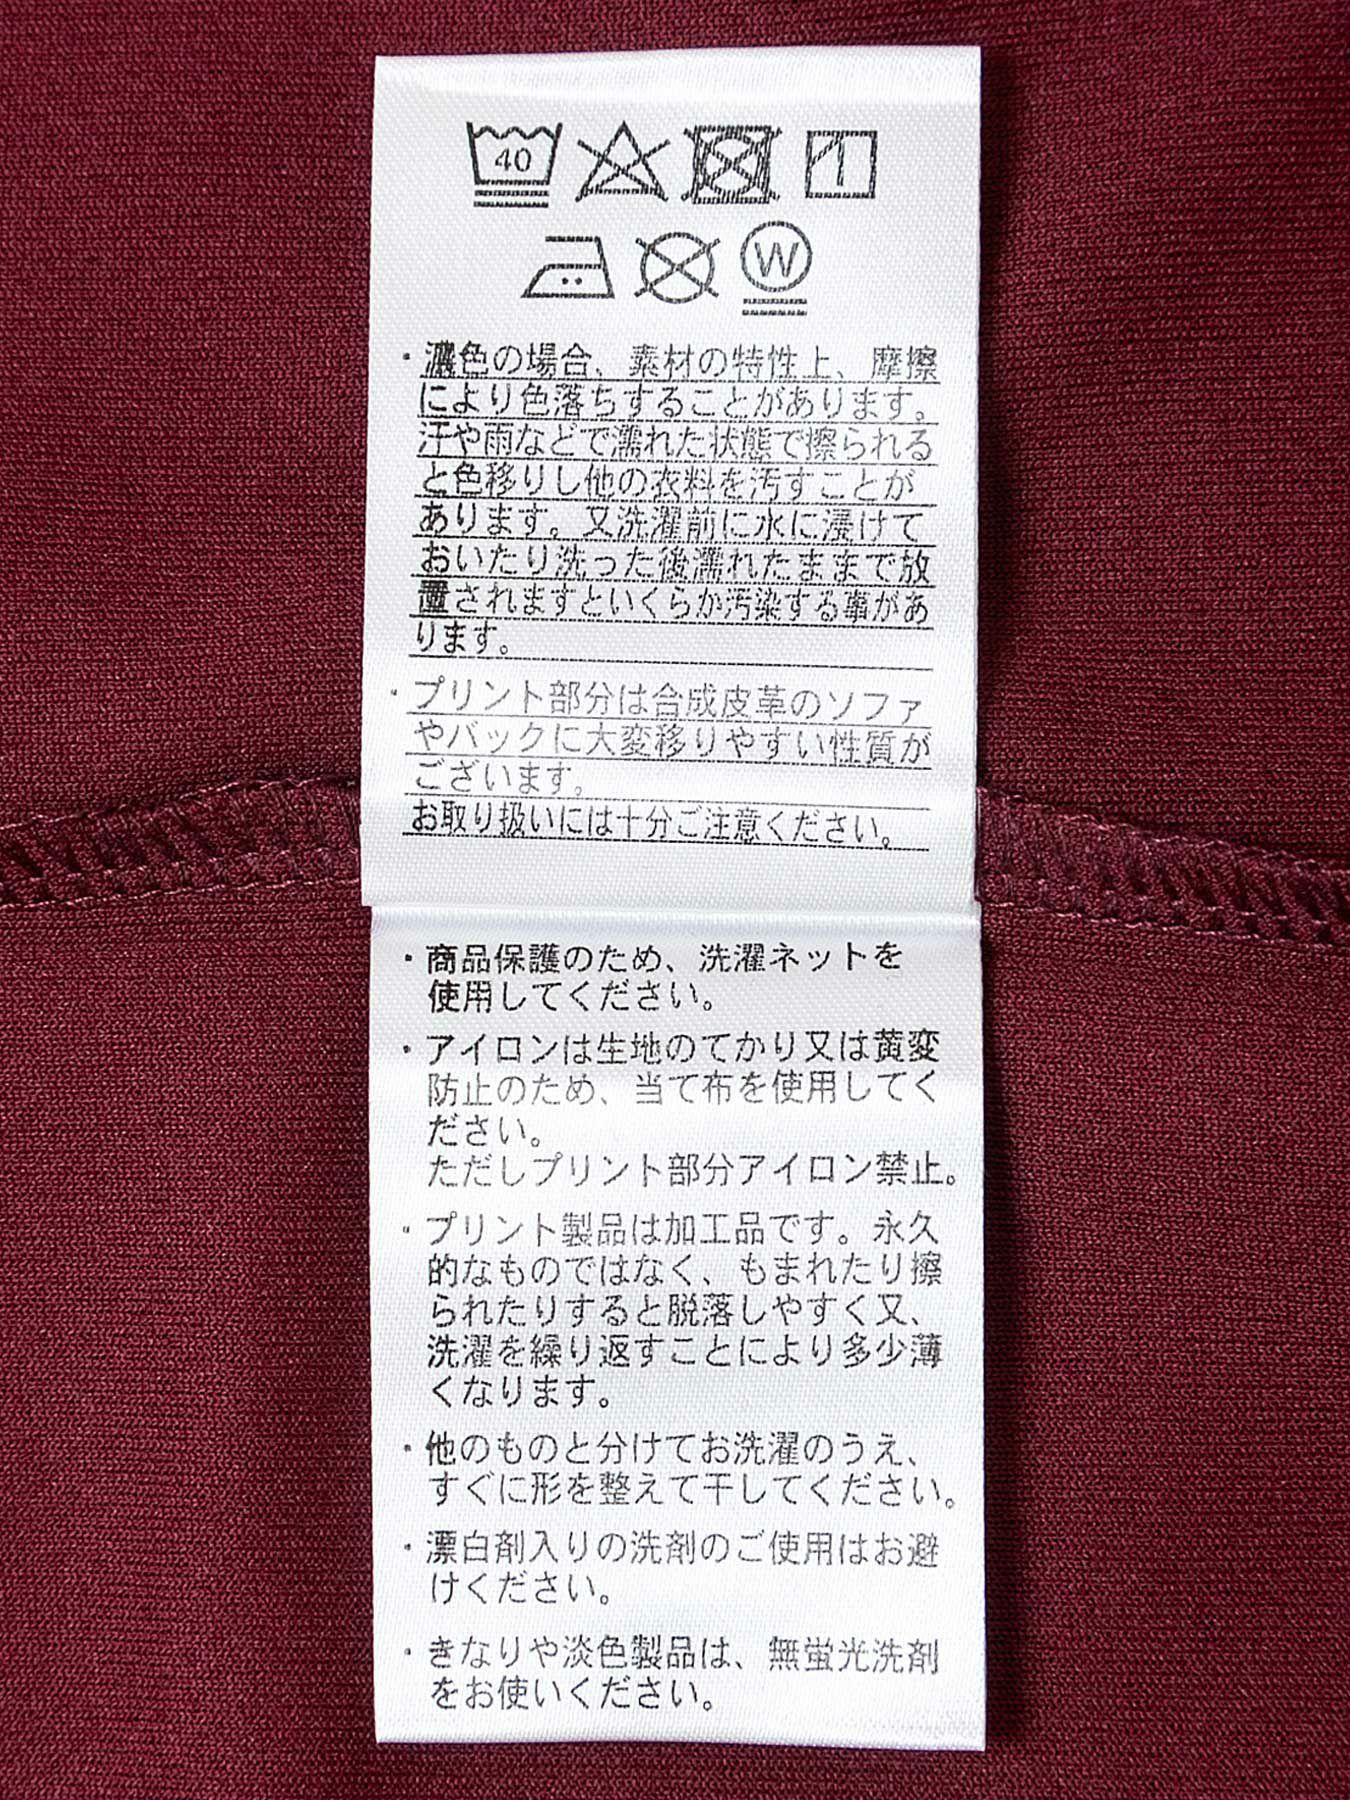 40
W
・濃色の場合、素材の特性上、摩擦
により色落ちすることがあります。
汗や雨などで濡れた状態で擦られる
と色移りし他の衣料を汚すことが
あります。又洗濯前に水に浸けて
おいたり洗った後濡れたままで放
置されますといくらか汚染する事があ
ります。
・プリント部分は合成皮革のソファ
やバックに大変移りやすい性質が
ございます。
お取り扱いには十分ご注意ください。
・商品保護のため、洗濯ネットを
使用してください。
・アイロンは生地のてかり又は黄変
防止のため、当て布を使用してく
ださい。
ただしプリント部分アイロン禁止。
・プリント製品は加工品です。永久
的なものではなく、もまれたり擦
られたりすると脱落しやすく又、
洗濯を繰り返すことにより多少薄
くなります。
・他のものと分けてお洗濯のうえ、
すぐに形を整えて干してください。
・漂白剤入りの洗剤のご使用はお避
けください。
・きなりや淡色製品は、無蛍光洗剤
をお使いください。